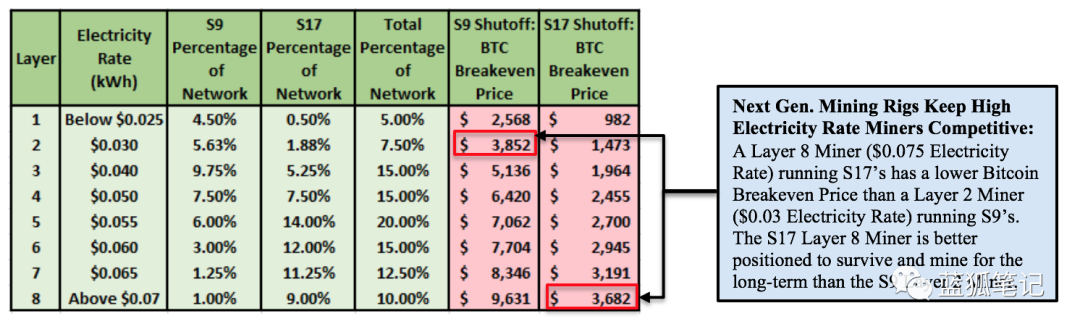 Layer Electricity Rate (kWh) S9 Percentage of Network S17 Percentage of Network Total Percentage of Network S9 Shutoff: BTC Breakeven Price S17 Shutoff: BTC Breakeven Price
1 Below $0.025 4.50% 0.50% 5.00% $ 2,568 $ 982
2 $0.030 5.63% 1.88% 7.50% $ 3,852 $ 1,473
3 $0.040 9.75% 5.25% 15.00% $ 5,136 $ 1,964
4 $0.050 7.50% 7.50% 15.00% $ 6,420 $ 2,455
5 $0.055 6.00% 14.00% 20.00% $ 7,062 $ 2,700
6 $0.060 3.00% 12.00% 15.00% $ 7,704 $ 2,945
7 $0.065 1.25% 11.25% 12.50% $ 8,346 $ 3,191
8 Above $0.07 1.00% 9.00% 10.00% $ 9,631 $ 3,682
Next Gen. Mining Rigs Keep High
Electricity Rate Miners Competitive:
A Layer 8 Miner ($0.075 Electricity
Rate) running S17's has a lower Bitcoin
Breakeven Price than a Layer 2 Miner
($0.03 Electricity Rate) running S9's.
The S17 Layer 8 Miner is better
positioned to survive and mine for the
long-term than the S9 Miner.
蓝狐笔记